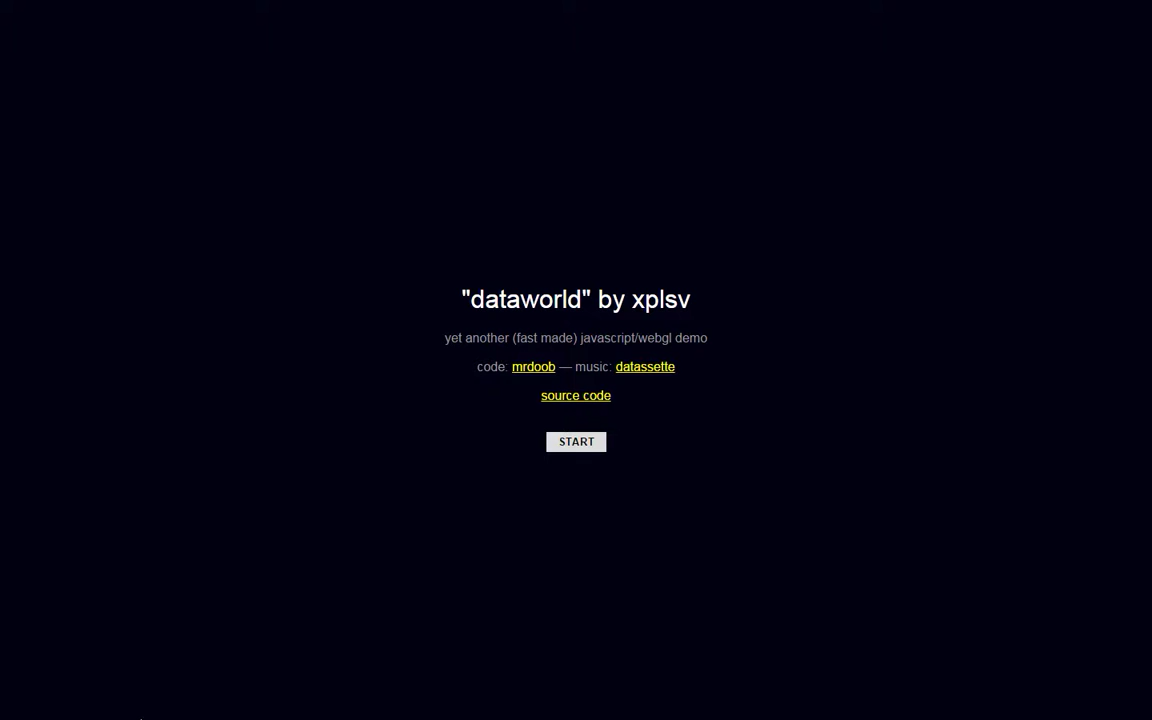 "dataworld" by xplsv
yet another (fast made) javascript/webgl demo
code: mrdoob — music: datassette
source code
START